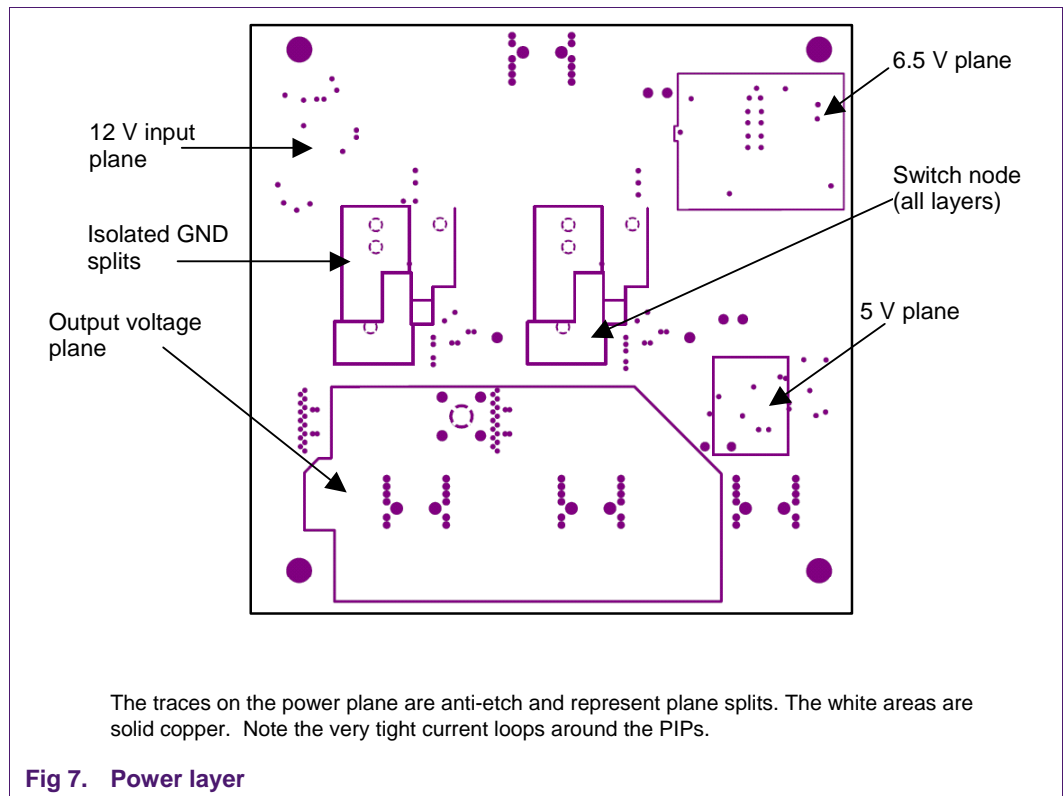 6.5 V plane
12 V input
plane
Switch node
(all layers)
Isolated GND
splits
5 V plane
Output voltage
plane
The traces on the power plane are anti-etch and represent plane splits. The white areas are
solid copper. Note the very tight current loops around the PIPs.
Fig 7. Power layer